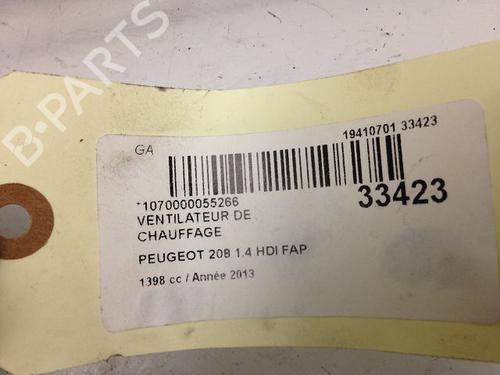 B-PARTS
GA
19410701 33423
*1070000055266
33423
VENTILATEUR DE
CHAUFFAGE
PEUGEOT 208 1.4 HDI FAP
1398 cc / Année 2013